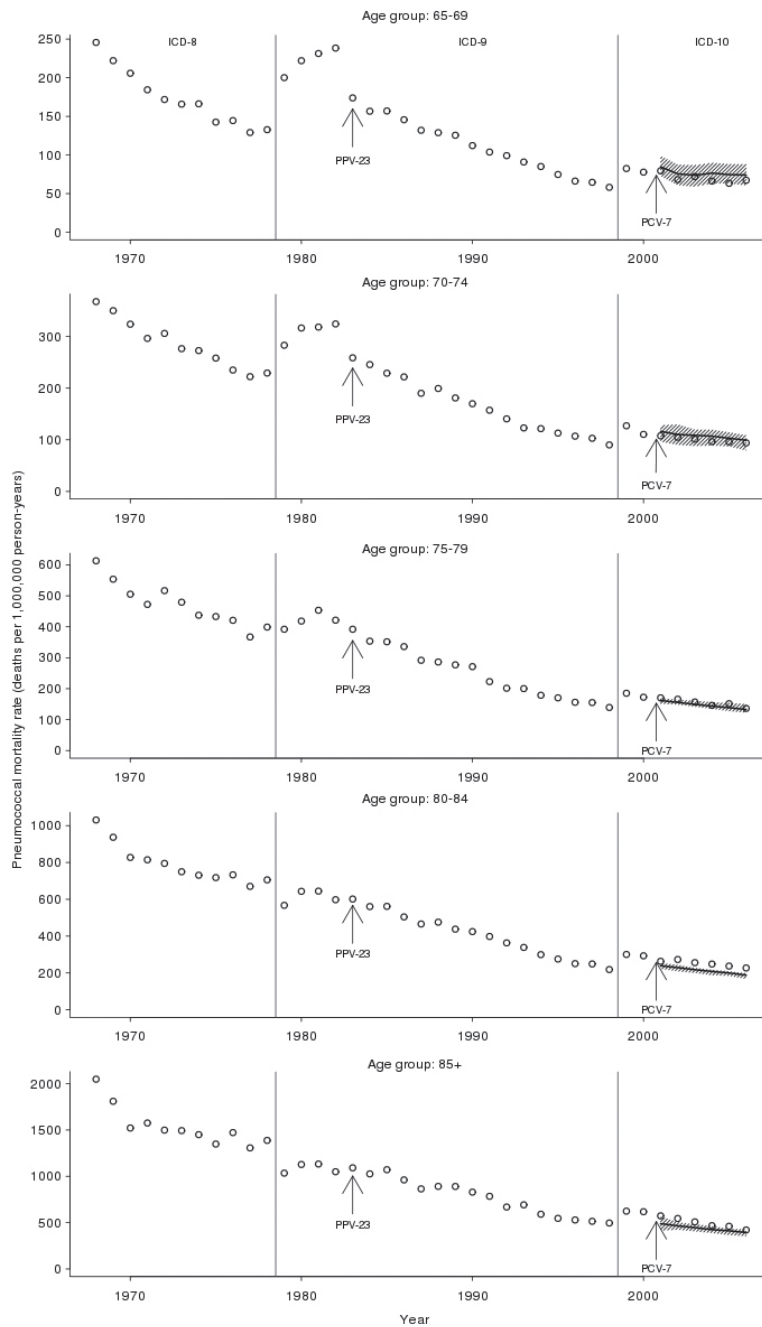 Age group: 65-69
ICD-8 ICD-9 ICD-10
250
200
150
100
50
0
PPV-23
PCV-7
1970 1980 1990 2000
Age group: 70-74
300
200
100
0
PPV-23
PCV-7
1970 1980 1990 2000
Pneumococcal mortality rate (deaths per 1,000,000 person-years)
Age group: 75-79
600
500
400
300
200
100
0
PPV-23
PCV-7
1970 1980 1990 2000
Age group: 80-84
1000
800
600
400
200
0
PPV-23
PCV-7
1970 1980 1990 2000
Age group: 85+
2000
1500
1000
500
0
PPV-23
PCV-7
1970 1980 1990 2000
Year